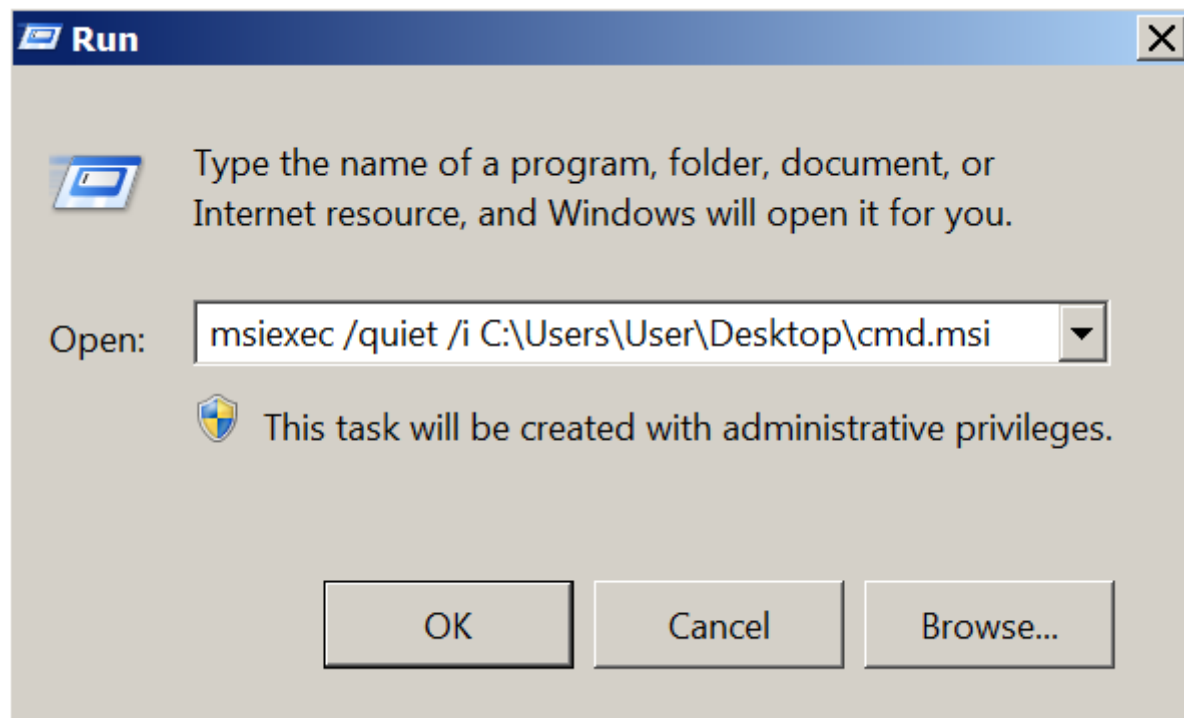 Run
Type the name of a program, folder, document, or
Internet resource, and Windows will open it for you.
Open: msiexec /quiet /i C:\Users\User\Desktop\cmd.msi
This task will be created with administrative privileges.
OK Cancel Browse...